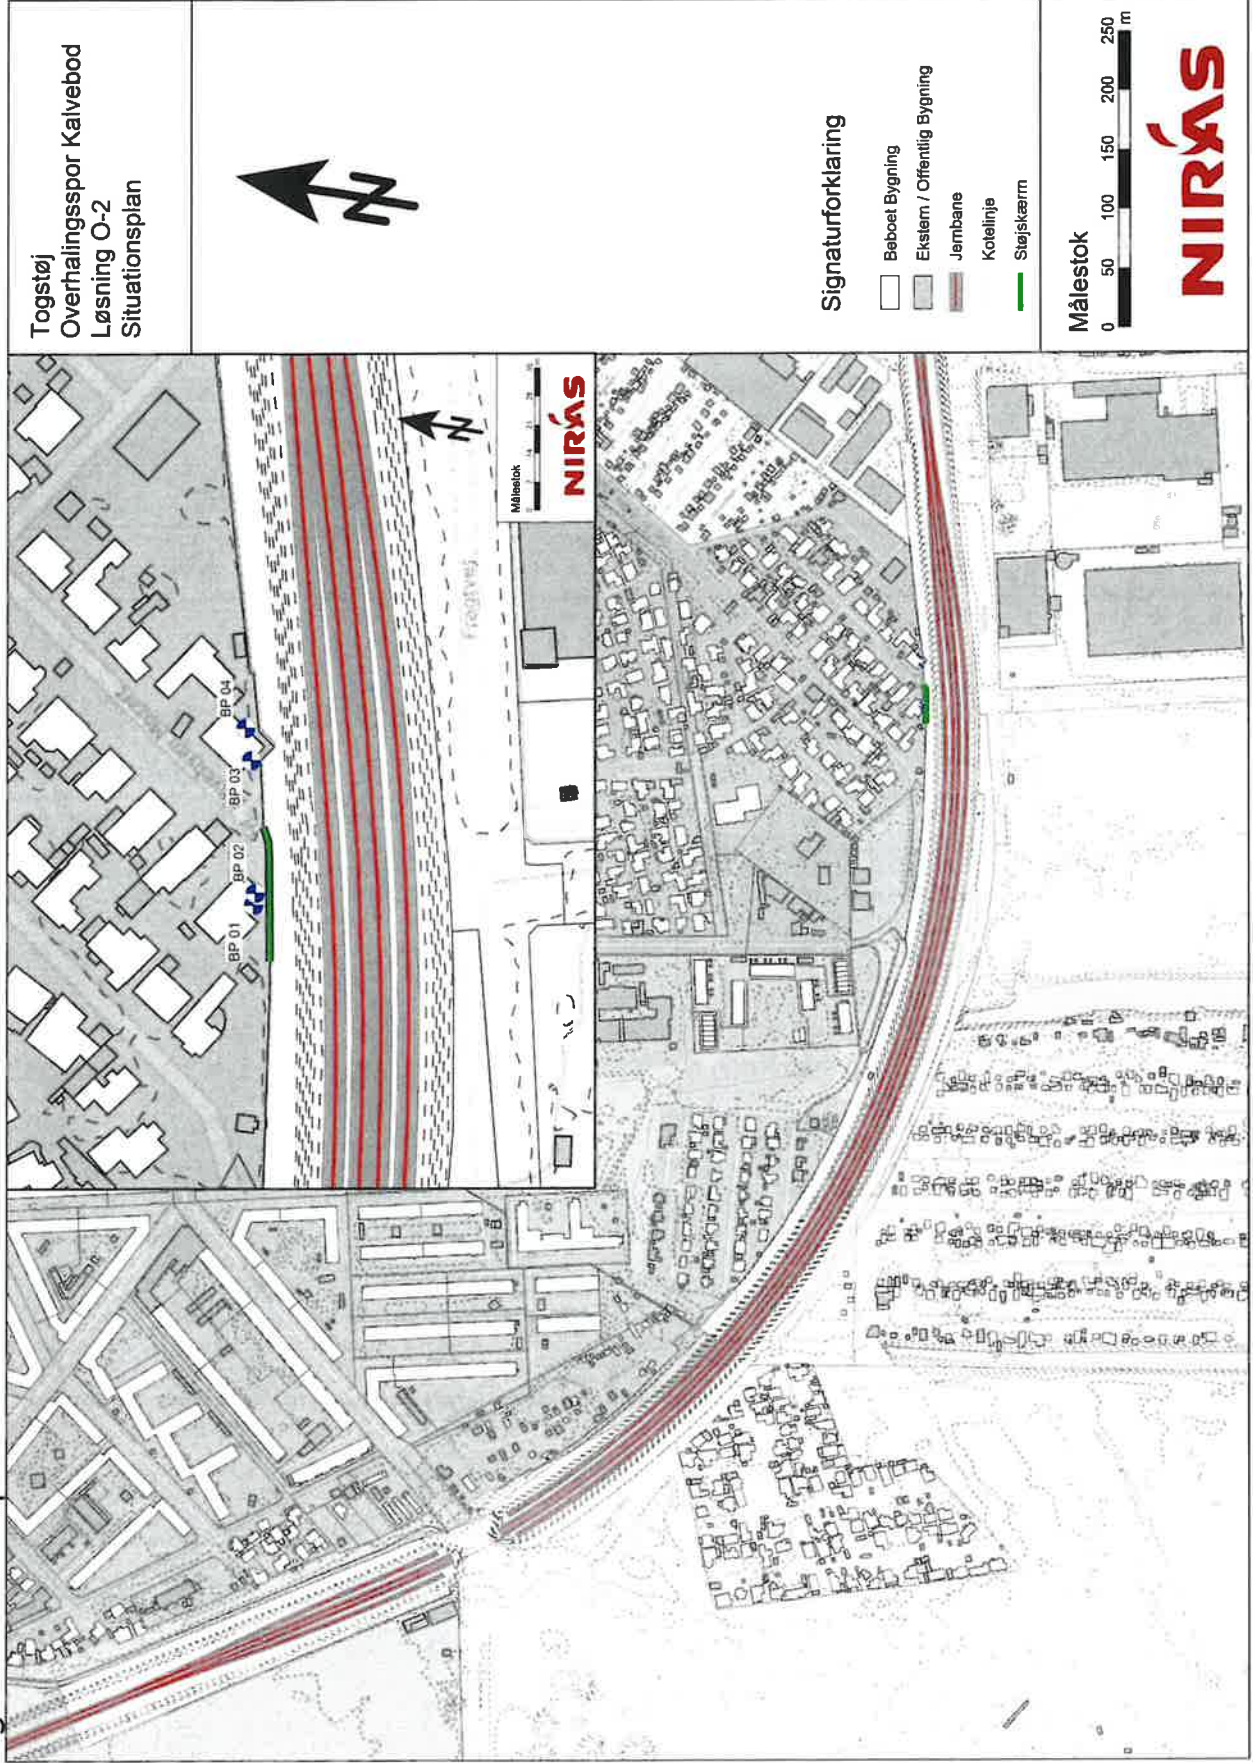 Togstøj
Overhalingsspor Kalvebod
Løsning O-2
Situationsplan
Signaturforklaring
Beboet Bygning
Ekstern / Offentlig Bygning
Jernbane
Kotelinje
Støjskærm
Målestok
0 50 100 150 200 250
m
NIRAS
BP 01
BP 02
BP 03
BP 04
Fragtvej
Målestok
NIRAS
N
N